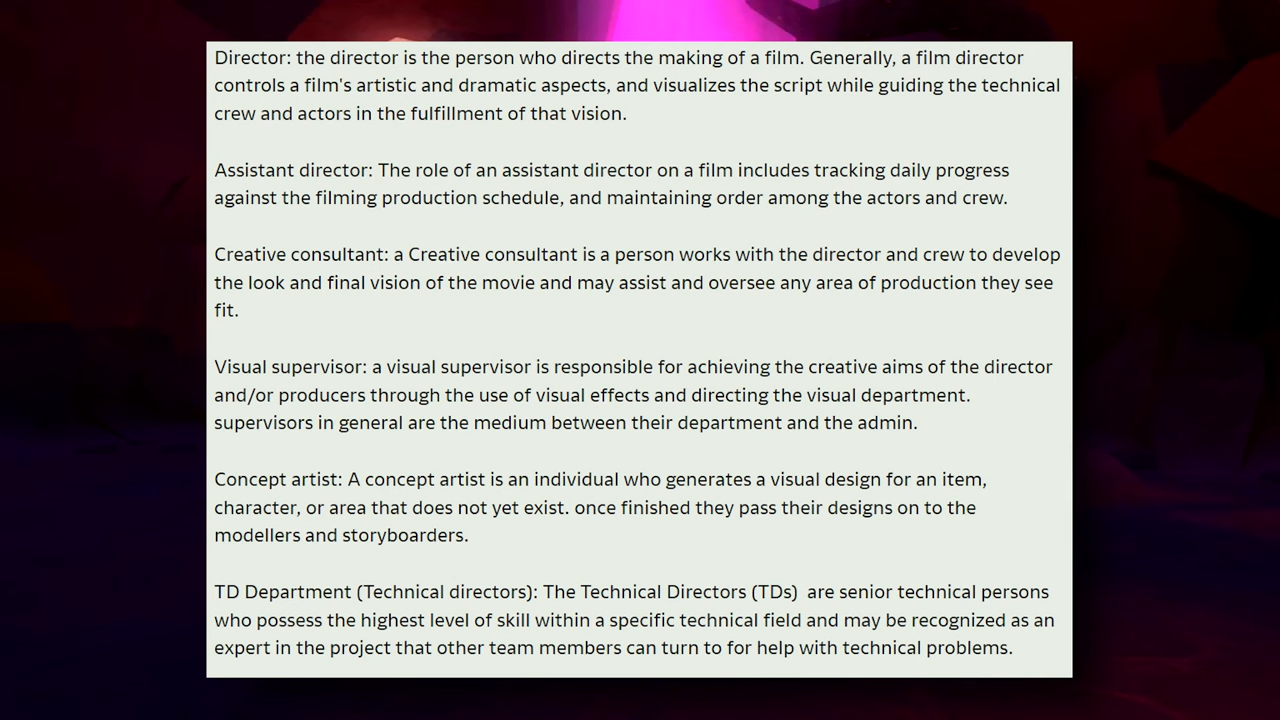 Director: the director is the person who directs the making of a film. Generally, a film director
controls a film's artistic and dramatic aspects, and visualizes the script while guiding the technical
crew and actors in the fulfillment of that vision.
Assistant director: The role of an assistant director on a film includes tracking daily progress
against the filming production schedule, and maintaining order among the actors and crew.
Creative consultant: a Creative consultant is a person works with the director and crew to develop
the look and final vision of the movie and may assist and oversee any area of production they see
fit.
Visual supervisor: a visual supervisor is responsible for achieving the creative aims of the director
and/or producers through the use of visual effects and directing the visual department.
supervisors in general are the medium between their department and the admin.
Concept artist: A concept artist is an individual who generates a visual design for an item,
character, or area that does not yet exist. once finished they pass their designs on to the
modellers and storyboarders.
TD Department (Technical directors): The Technical Directors (TDs)  are senior technical persons
who possess the highest level of skill within a specific technical field and may be recognized as an
expert in the project that other team members can turn to for help with technical problems.